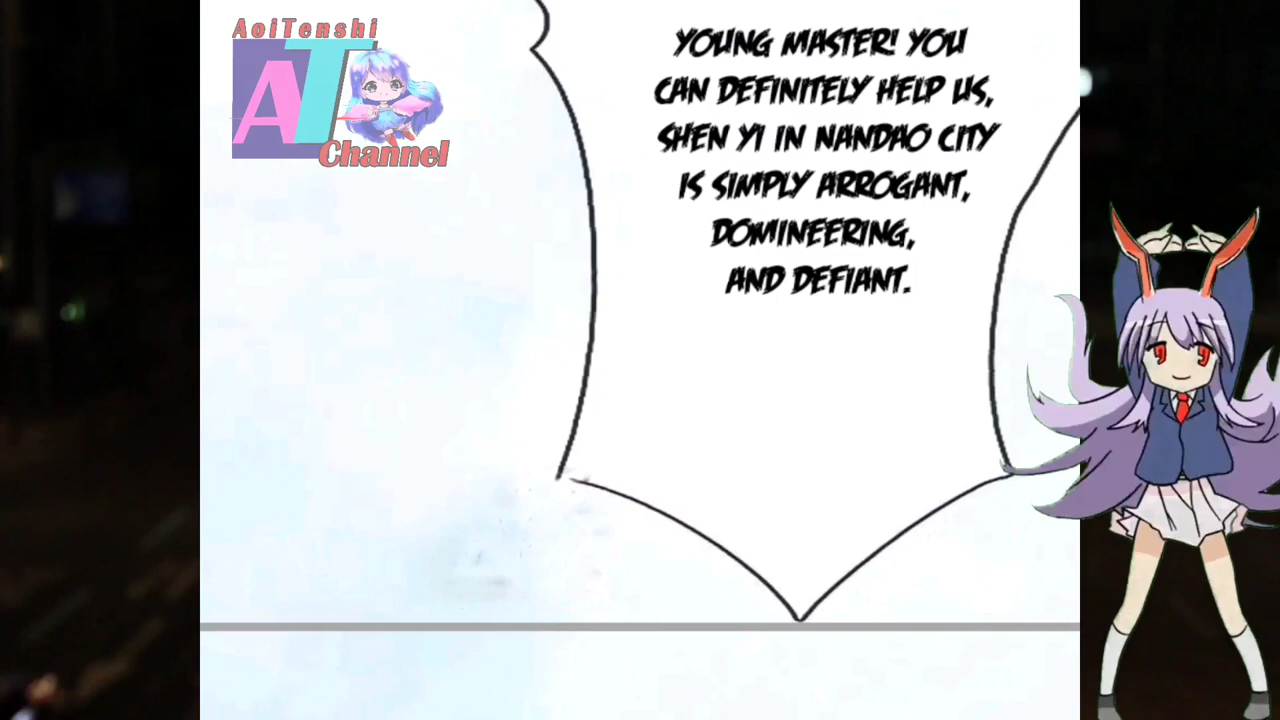 AoiTenshi
AT
Channel
YOUNG MASTER! YOU
CAN DEFINITELY HELP US,
SHEN YI IN NANDAO CITY
IS SIMPLY ARROGANT,
DOMINEERING,
AND DEFIANT.